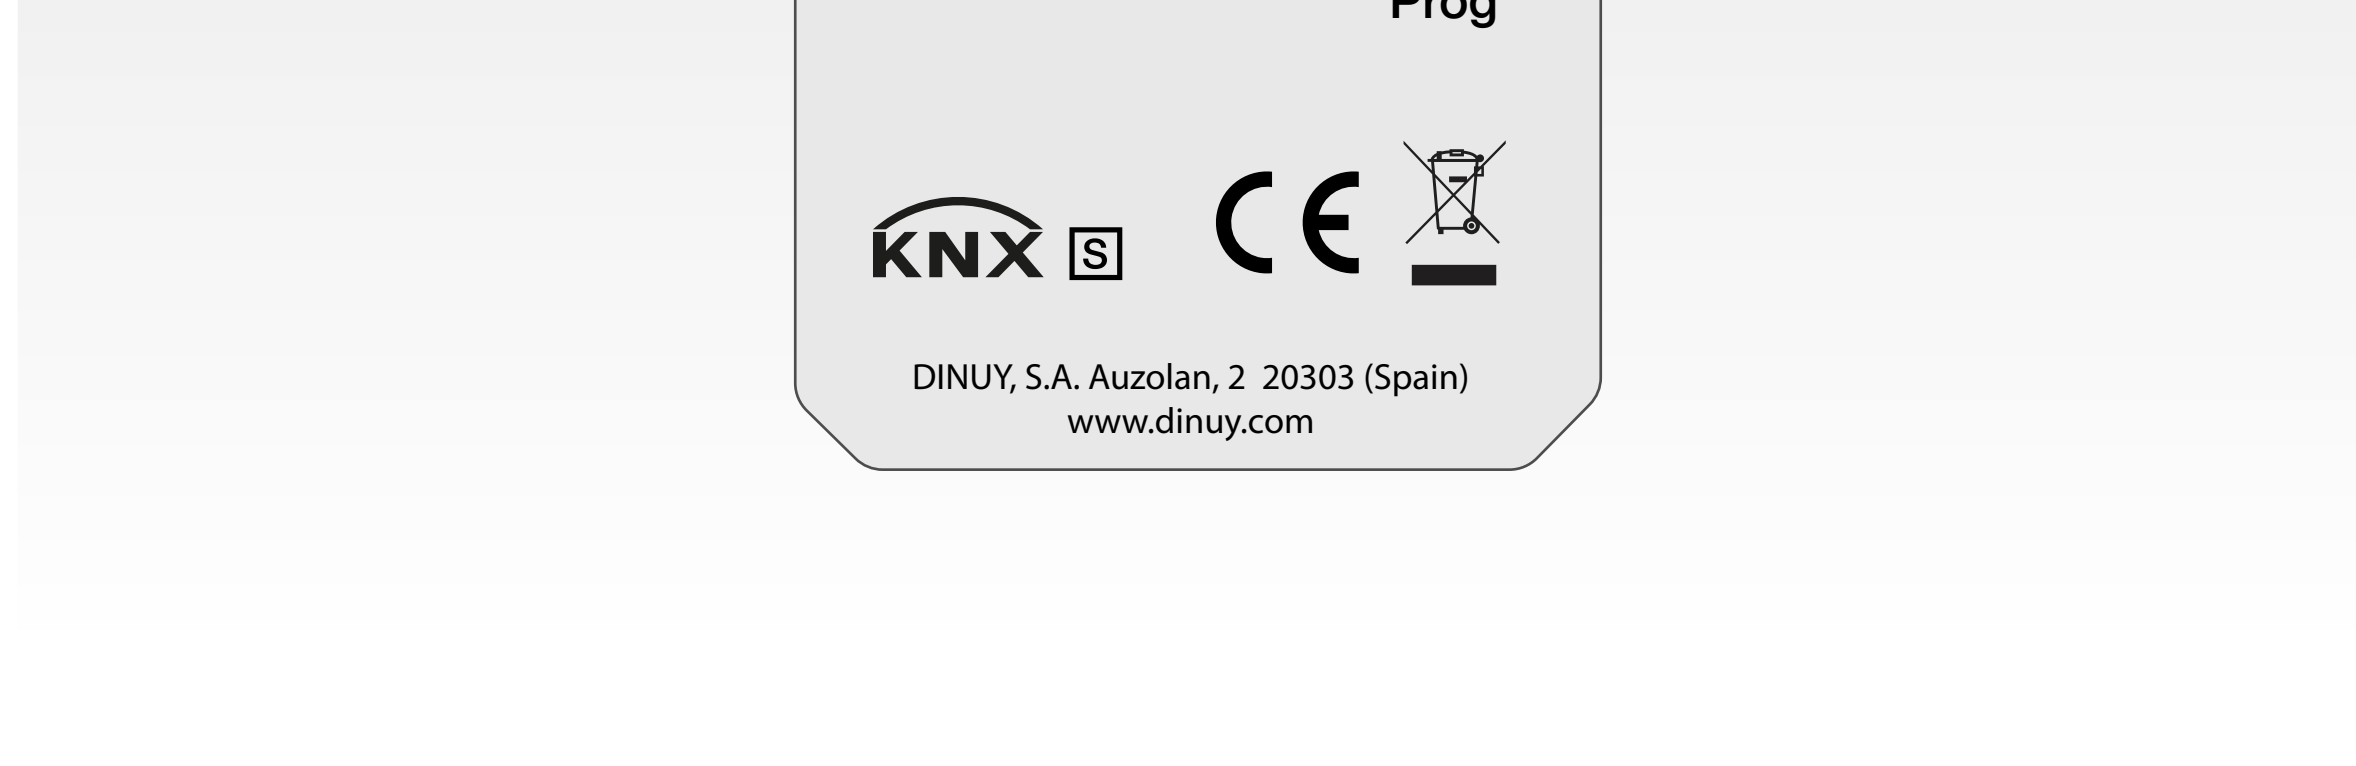 Prog
KNX S CE
DINUY, S.A. Auzolan, 2 20303 (Spain)
www.dinuy.com